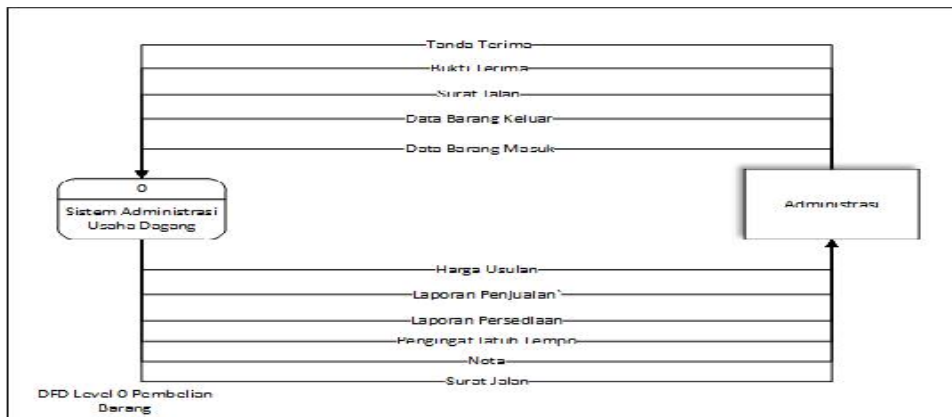 Tanda Terima
Bukti Terima
Surat Jalan
Data Barang Keluar
Data Barang Masuk
0
Sistem Administrasi
Usaha Dagang
Administrasi
Harga Usulan
Laporan Penjualan`
Laporan Persediaan
Pengingat Jatuh Tempo
Nota
Surat Jalan
DFD Level 0 Pembelian
Barang